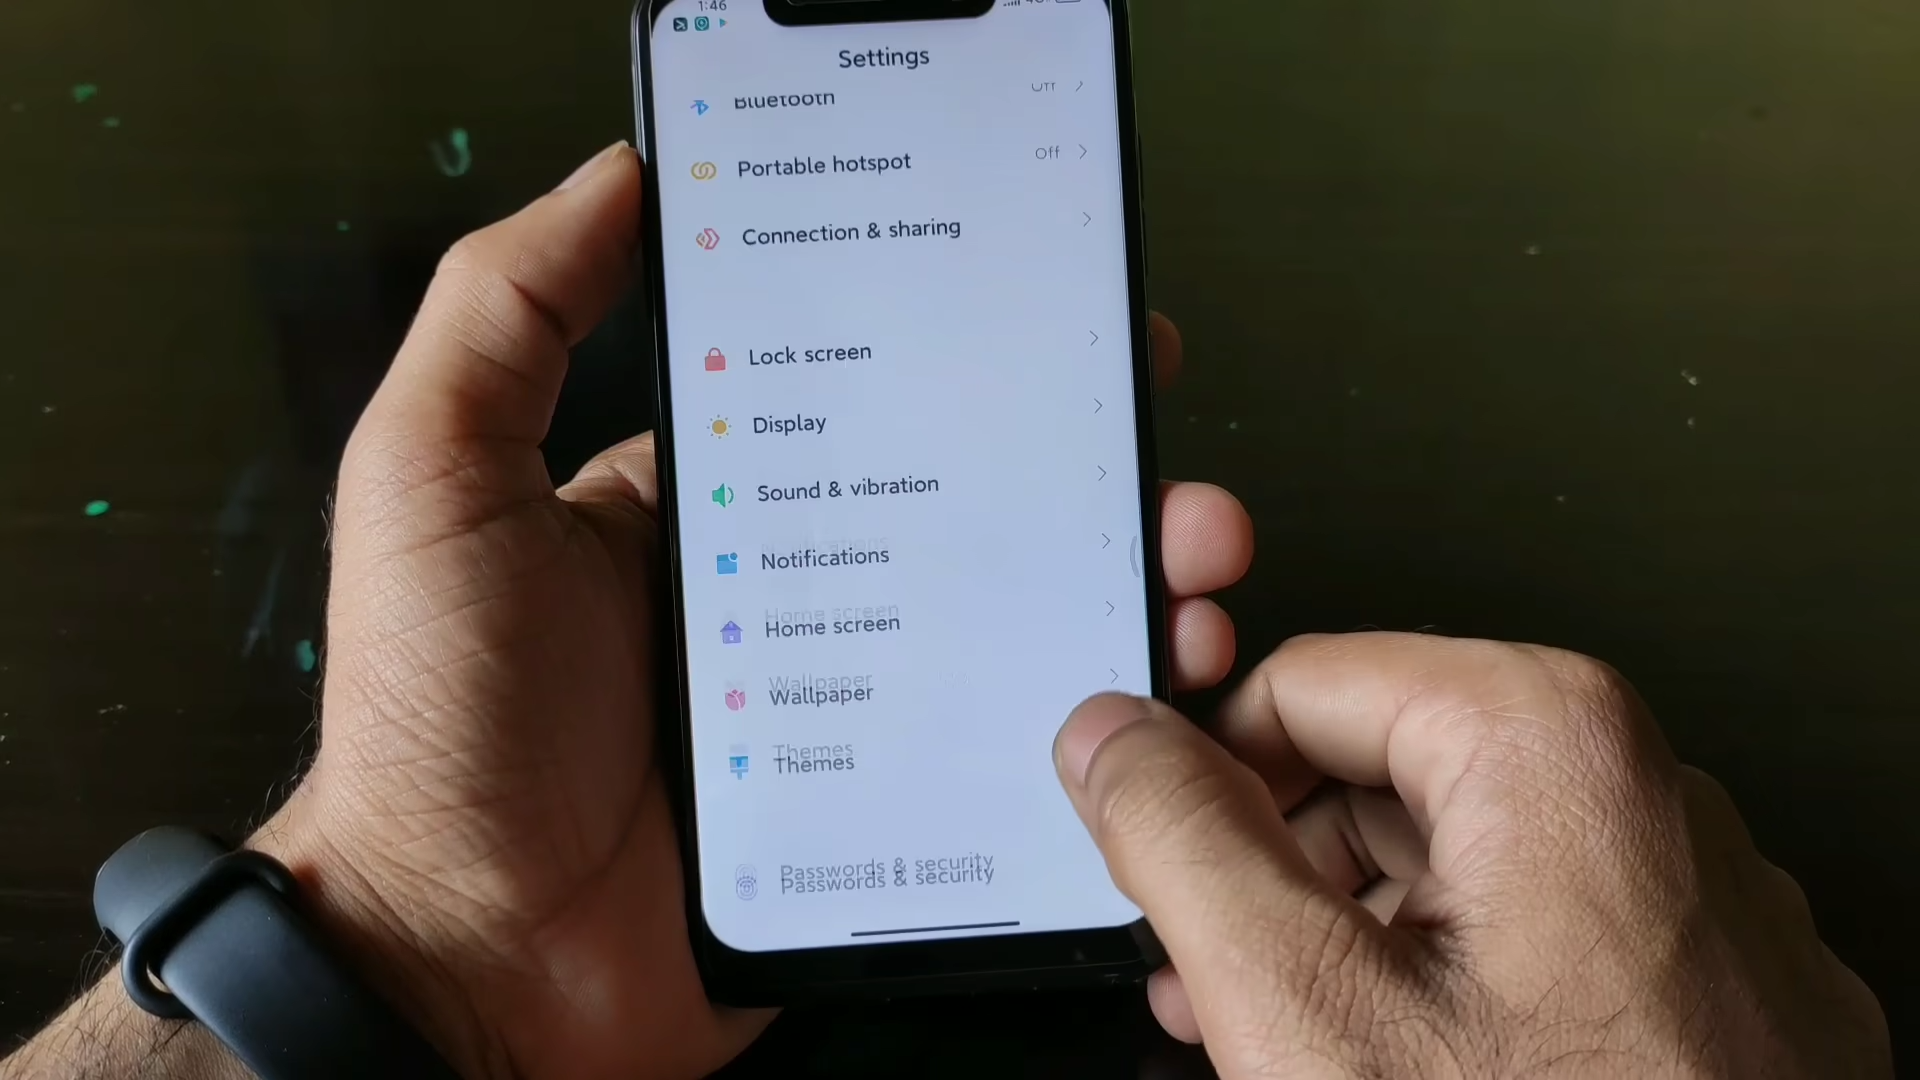 1:46
Settings
Bluetooth Off
Portable hotspot Off
Connection & sharing
Lock screen
Display
Sound & vibration
Notifications
Home screen
Wallpaper
Themes
Passwords & security